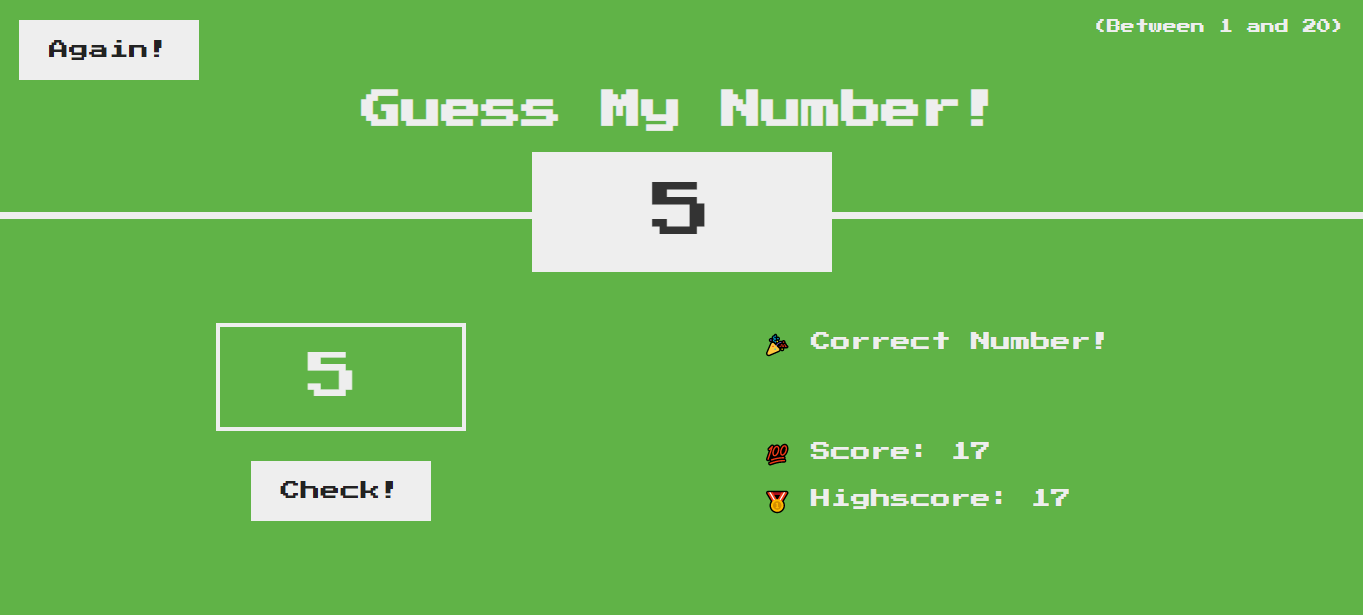 Again!
(Between 1 and 20)
Guess My Number!
5
5
Check!
🎉 Correct Number!
💯 Score: 17
🥇 Highscore: 17